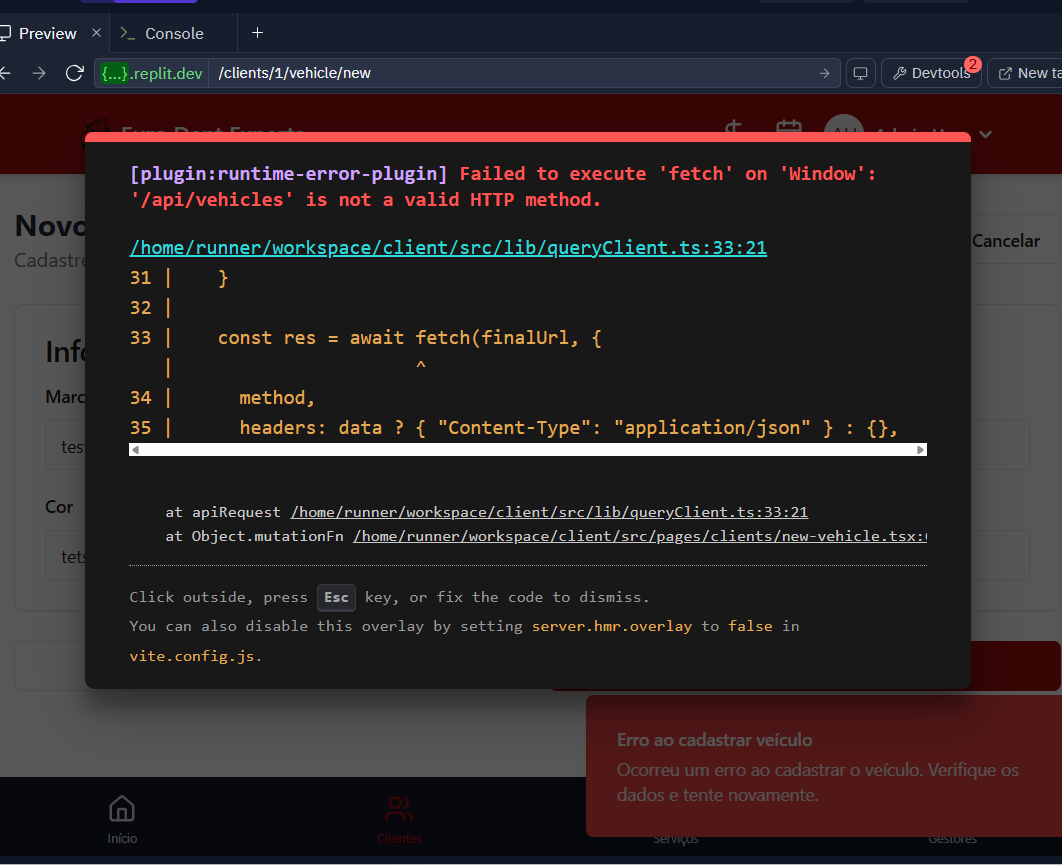 Preview
Console
{...}.replit.dev
/clients/1/vehicle/new
Devtools
2
New ta
Euro Dent Experts
Novo
Cadastre
Cancelar
[plugin:runtime-error-plugin] Failed to execute 'fetch' on 'Window':
'/api/vehicles' is not a valid HTTP method.
/home/runner/workspace/client/src/lib/queryClient.ts:33:21
31 |    }
32 |
33 |    const res = await fetch(finalUrl, {
|                      ^
34 |      method,
35 |      headers: data ? { "Content-Type": "application/json" } : {},
Info
Marc
tes
Cor
tets
at apiRequest /home/runner/workspace/client/src/lib/queryClient.ts:33:21
at Object.mutationFn /home/runner/workspace/client/src/pages/clients/new-vehicle.tsx:
Click outside, press Esc key, or fix the code to dismiss.
You can also disable this overlay by setting server.hmr.overlay to false in
vite.config.js.
Erro ao cadastrar veículo
Ocorreu um erro ao cadastrar o veículo. Verifique os
dados e tente novamente.
Início
Clientes
Serviços
Gestores